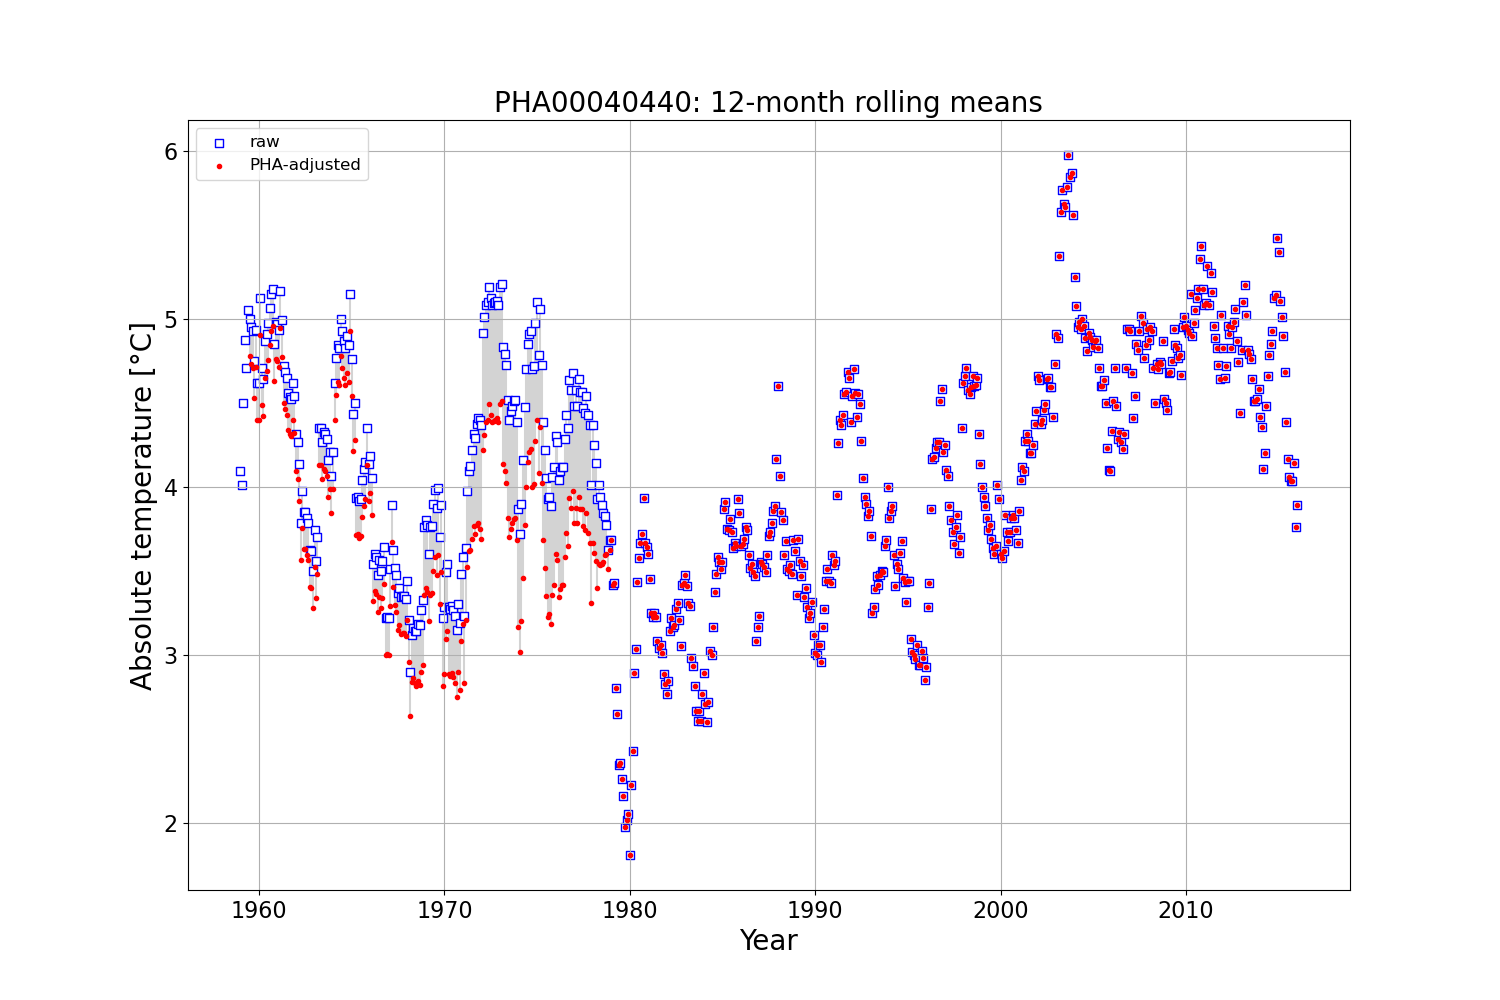 PHA00040440: 12-month rolling means
raw
PHA-adjusted
6
5
4
3
2
Absolute temperature [°C]
1960 1970 1980 1990 2000 2010
Year